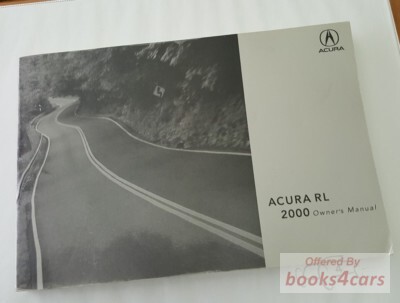 ACURA
ACURA RL
2000 Owner's Manual
Offered By
books4cars